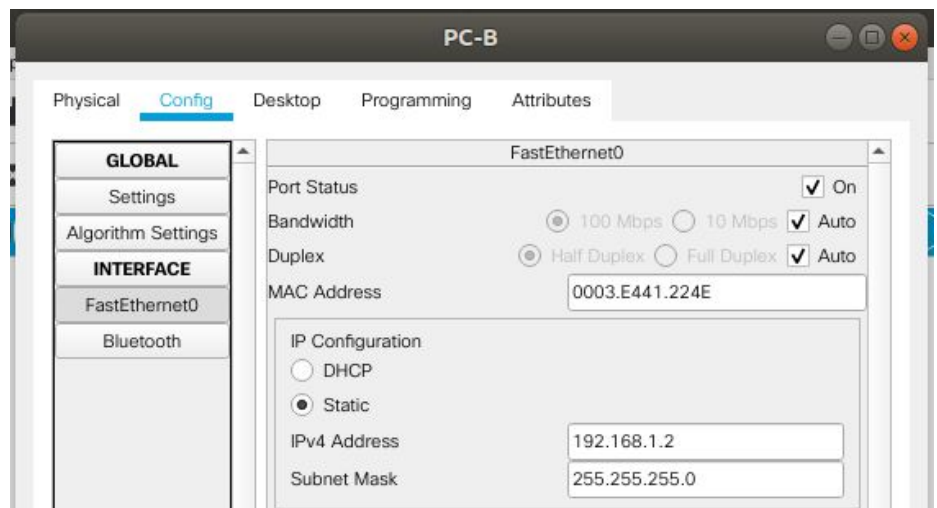 PC-B
Physical Config Desktop Programming Attributes
GLOBAL
Settings
Algorithm Settings
INTERFACE
FastEthernet0
Bluetooth
FastEthernet0
Port Status On
Bandwidth 100 Mbps 10 Mbps Auto
Duplex Half Duplex Full Duplex Auto
MAC Address 0003.E441.224E
IP Configuration
DHCP
Static
IPv4 Address 192.168.1.2
Subnet Mask 255.255.255.0